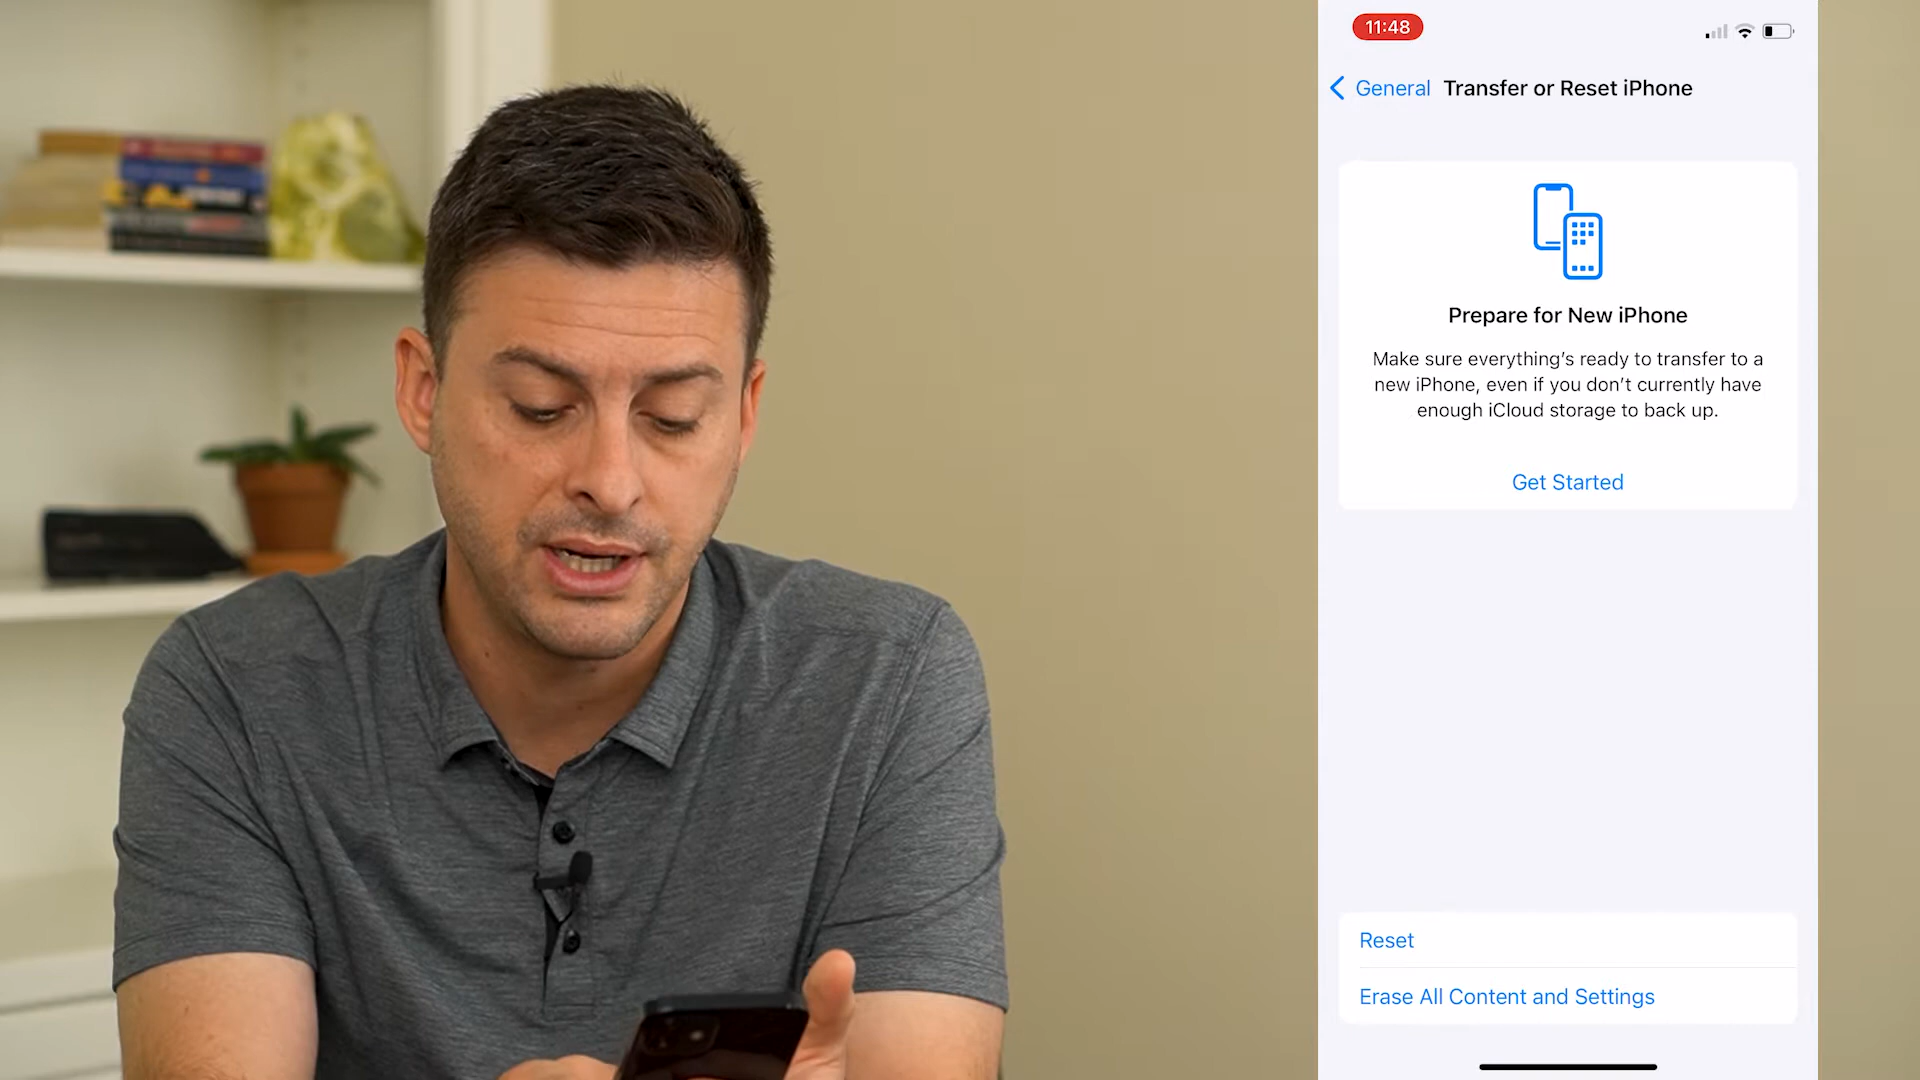 11:48
General Transfer or Reset iPhone
Prepare for New iPhone
Make sure everything’s ready to transfer to a
new iPhone, even if you don’t currently have
enough iCloud storage to back up.
Get Started
Reset
Erase All Content and Settings